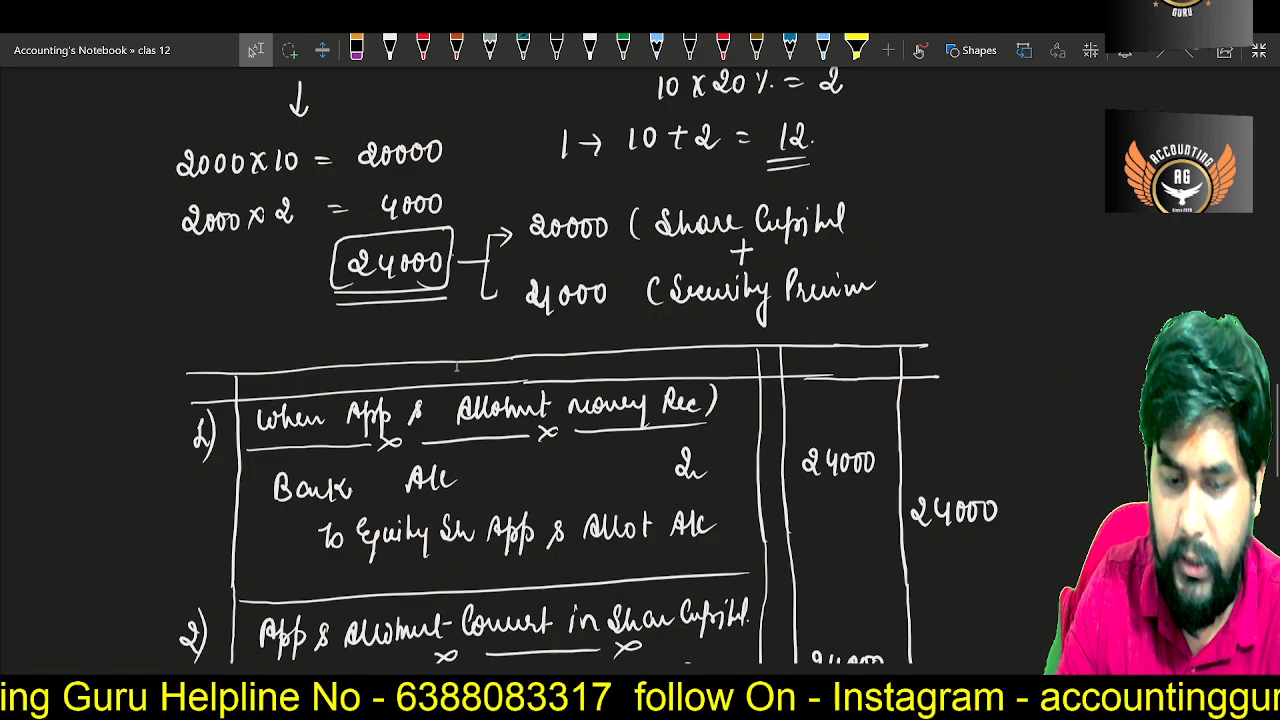 GURU
Accounting's Notebook » clas 12
Shapes
10 x 20 % = 2
2000 x 10 = 20000
1 → 10 + 2 = 12.
2000 x 2 = 4000
24000
20000 ( Share Capital
+
4000 ( Security Premium
ACCOUNTING
AG
Since 2020
1) When App & Allotment money Rec)
Bank A/c Dr 24000
To Equity Sh App & Allot A/c 24000
2) App & Allotment Convert in Share Capital.
24000
ing Guru Helpline No - 6388083317 follow On - Instagram - accountinggur